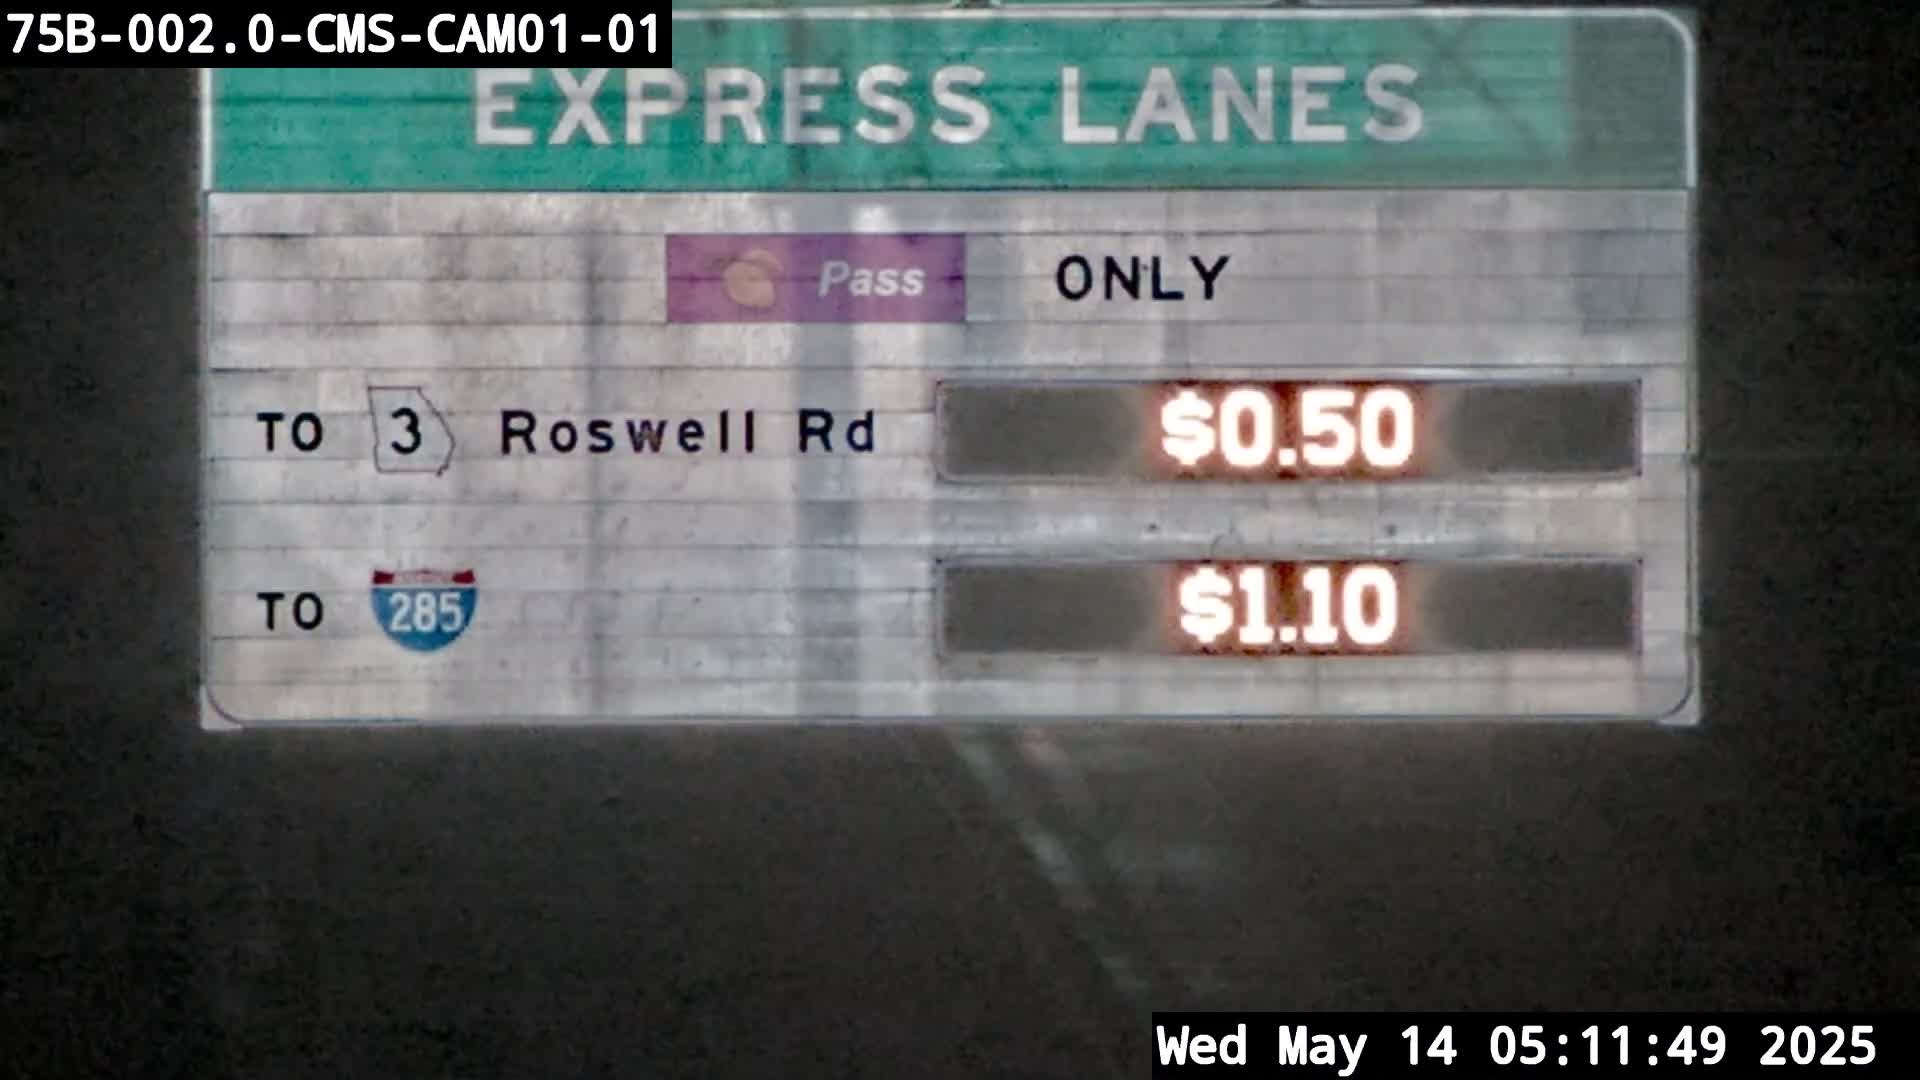 75B-002.0-CMS-CAM01-01
EXPRESS LANES
Pass ONLY
TO 3 Roswell Rd $0.50
TO 285 $1.10
Wed May 14 05:11:49 2025